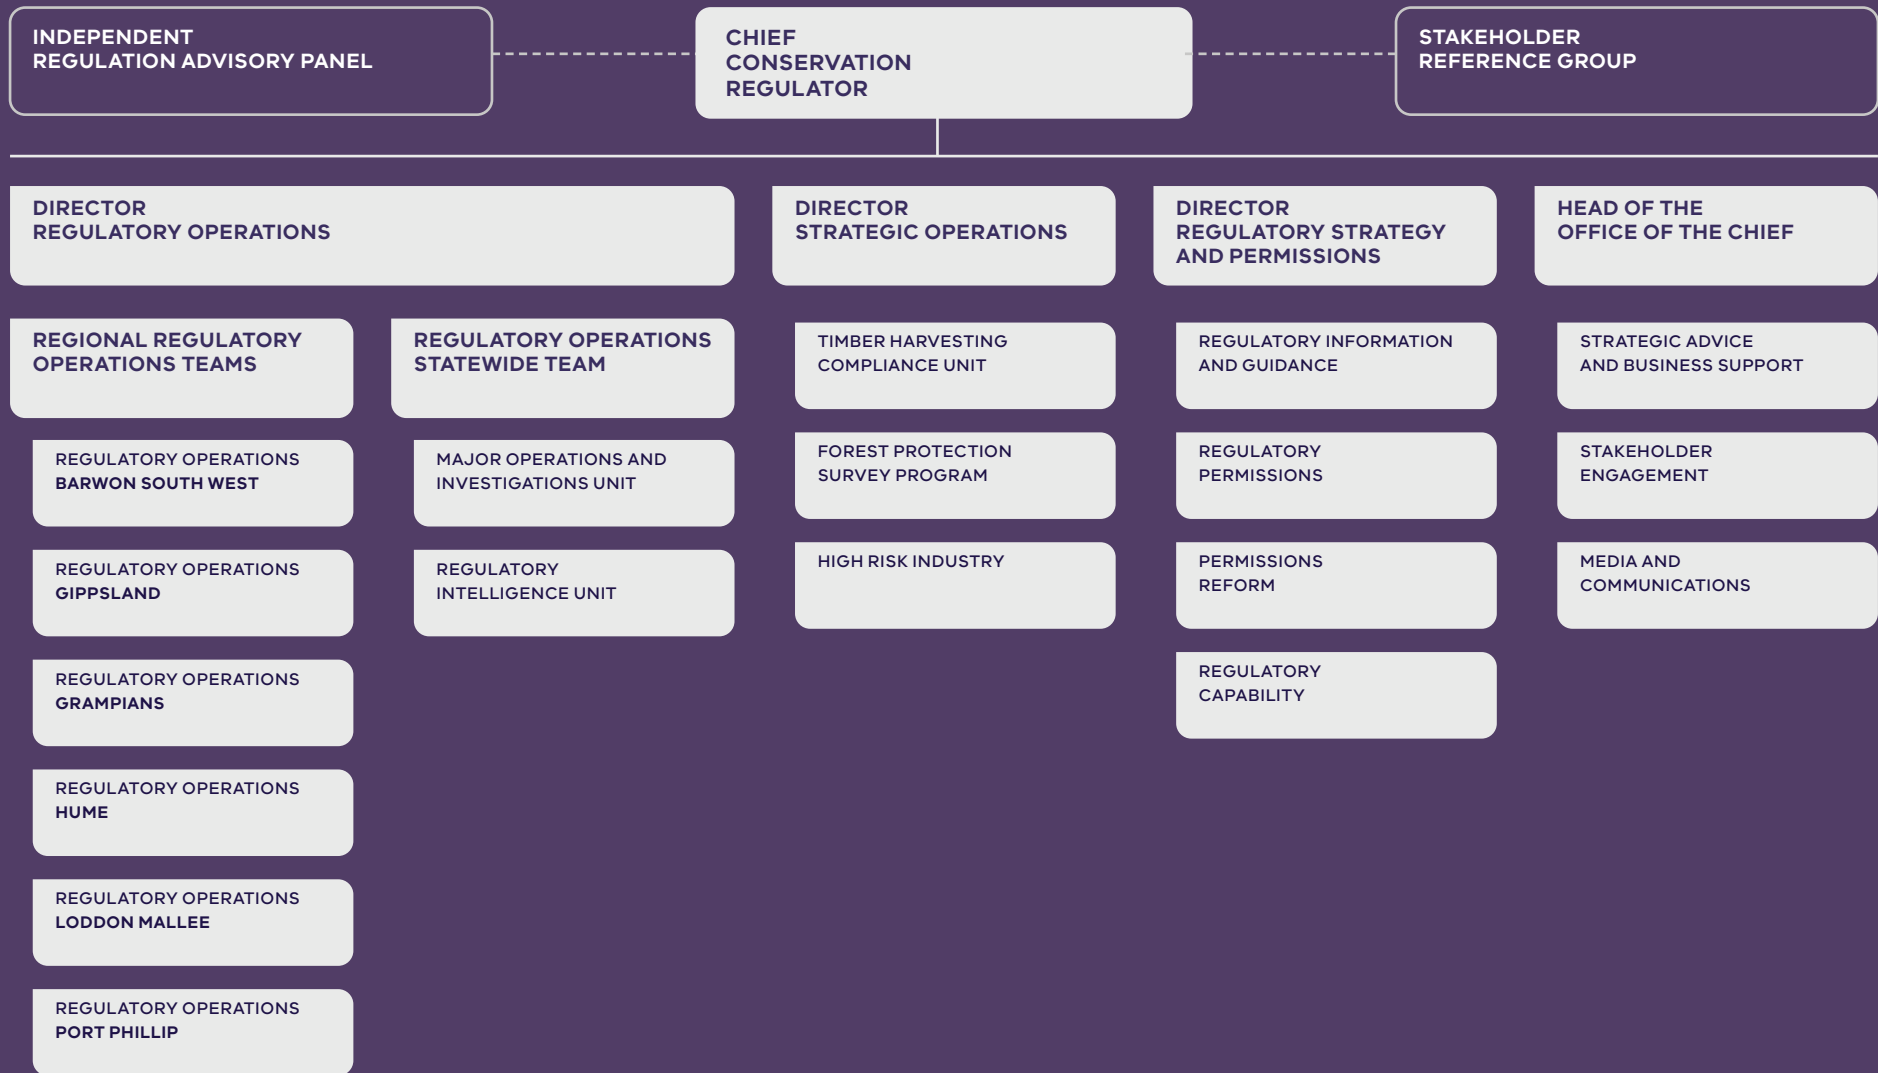 INDEPENDENT
REGULATION ADVISORY PANEL
CHIEF
CONSERVATION
REGULATOR
STAKEHOLDER
REFERENCE GROUP
DIRECTOR
REGULATORY OPERATIONS
REGIONAL REGULATORY
OPERATIONS TEAMS
REGULATORY OPERATIONS
BARWON SOUTH WEST
REGULATORY OPERATIONS
GIPPSLAND
REGULATORY OPERATIONS
GRAMPIANS
REGULATORY OPERATIONS
HUME
REGULATORY OPERATIONS
LODDON MALLEE
REGULATORY OPERATIONS
PORT PHILLIP
REGULATORY OPERATIONS
STATEWIDE TEAM
MAJOR OPERATIONS AND
INVESTIGATIONS UNIT
REGULATORY
INTELLIGENCE UNIT
DIRECTOR
STRATEGIC OPERATIONS
TIMBER HARVESTING
COMPLIANCE UNIT
FOREST PROTECTION
SURVEY PROGRAM
HIGH RISK INDUSTRY
DIRECTOR
REGULATORY STRATEGY
AND PERMISSIONS
REGULATORY INFORMATION
AND GUIDANCE
REGULATORY
PERMISSIONS
PERMISSIONS
REFORM
REGULATORY
CAPABILITY
HEAD OF THE
OFFICE OF THE CHIEF
STRATEGIC ADVICE
AND BUSINESS SUPPORT
STAKEHOLDER
ENGAGEMENT
MEDIA AND
COMMUNICATIONS